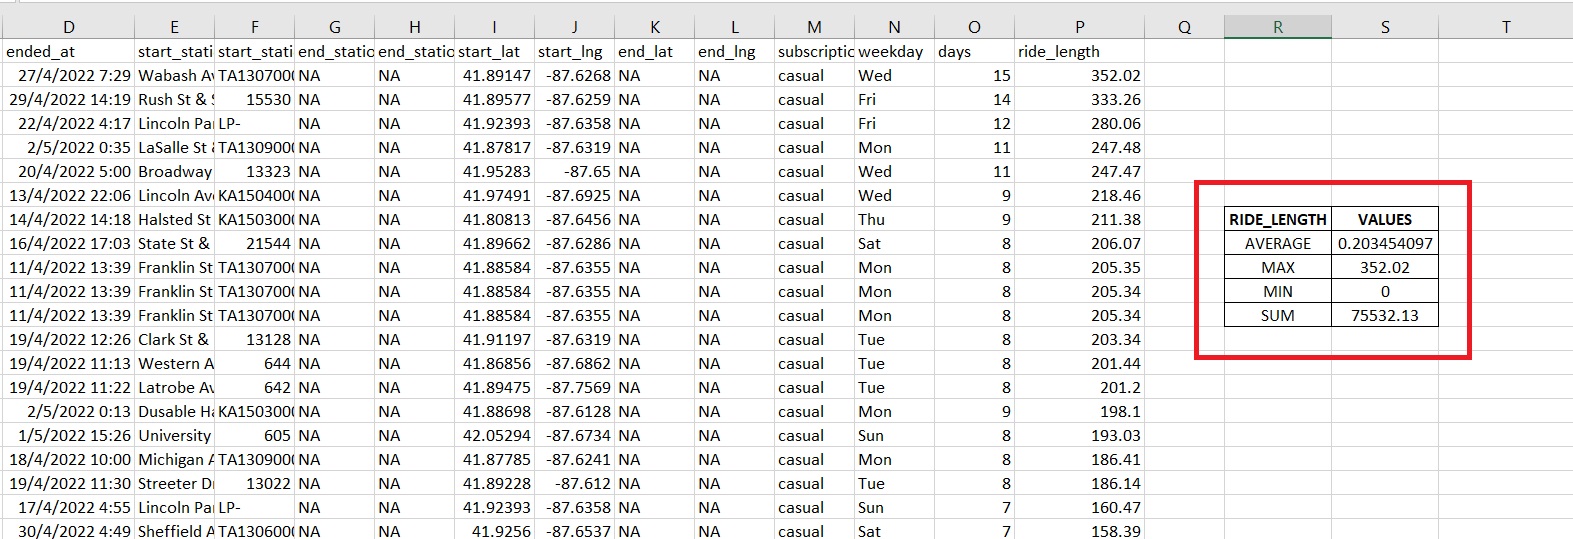 D E F G H I J K L M N O P Q R S T
ended_at start_stati start_stati end_statio end_statio start_lat start_lng end_lat end_lng subscriptic weekday days ride_length
27/4/2022 7:29 Wabash Av TA1307000 NA NA 41.89147 -87.6268 NA NA casual Wed 15 352.02
29/4/2022 14:19 Rush St & S 15530 NA NA 41.89577 -87.6259 NA NA casual Fri 14 333.26
22/4/2022 4:17 Lincoln Par LP- NA NA 41.92393 -87.6358 NA NA casual Fri 12 280.06
2/5/2022 0:35 LaSalle St & TA1309000 NA NA 41.87817 -87.6319 NA NA casual Mon 11 247.48
20/4/2022 5:00 Broadway 13323 NA NA 41.95283 -87.65 NA NA casual Wed 11 247.47
13/4/2022 22:06 Lincoln Ave KA1504000 NA NA 41.97491 -87.6925 NA NA casual Wed 9 218.46
14/4/2022 14:18 Halsted St KA1503000 NA NA 41.80813 -87.6456 NA NA casual Thu 9 211.38 RIDE_LENGTH VALUES
16/4/2022 17:03 State St & 21544 NA NA 41.89662 -87.6286 NA NA casual Sat 8 206.07 AVERAGE 0.203454097
11/4/2022 13:39 Franklin St TA1307000 NA NA 41.88584 -87.6355 NA NA casual Mon 8 205.35 MAX 352.02
11/4/2022 13:39 Franklin St TA1307000 NA NA 41.88584 -87.6355 NA NA casual Mon 8 205.34 MIN 0
11/4/2022 13:39 Franklin St TA1307000 NA NA 41.88584 -87.6355 NA NA casual Mon 8 205.34 SUM 75532.13
19/4/2022 12:26 Clark St & 13128 NA NA 41.91197 -87.6319 NA NA casual Tue 8 203.34
19/4/2022 11:13 Western A 644 NA NA 41.86856 -87.6862 NA NA casual Tue 8 201.44
19/4/2022 11:22 Latrobe Av 642 NA NA 41.89475 -87.7569 NA NA casual Tue 8 201.2
2/5/2022 0:13 Dusable Ha KA1503000 NA NA 41.88698 -87.6128 NA NA casual Mon 9 198.1
1/5/2022 15:26 University 605 NA NA 42.05294 -87.6734 NA NA casual Sun 8 193.03
18/4/2022 10:00 Michigan A TA1309000 NA NA 41.87785 -87.6241 NA NA casual Mon 8 186.41
19/4/2022 11:30 Streeter Dr 13022 NA NA 41.89228 -87.612 NA NA casual Tue 8 186.14
17/4/2022 4:55 Lincoln Par LP- NA NA 41.92393 -87.6358 NA NA casual Sun 7 160.47
30/4/2022 4:49 Sheffield A TA1306000 NA NA 41.9256 -87.6537 NA NA casual Sat 7 158.39